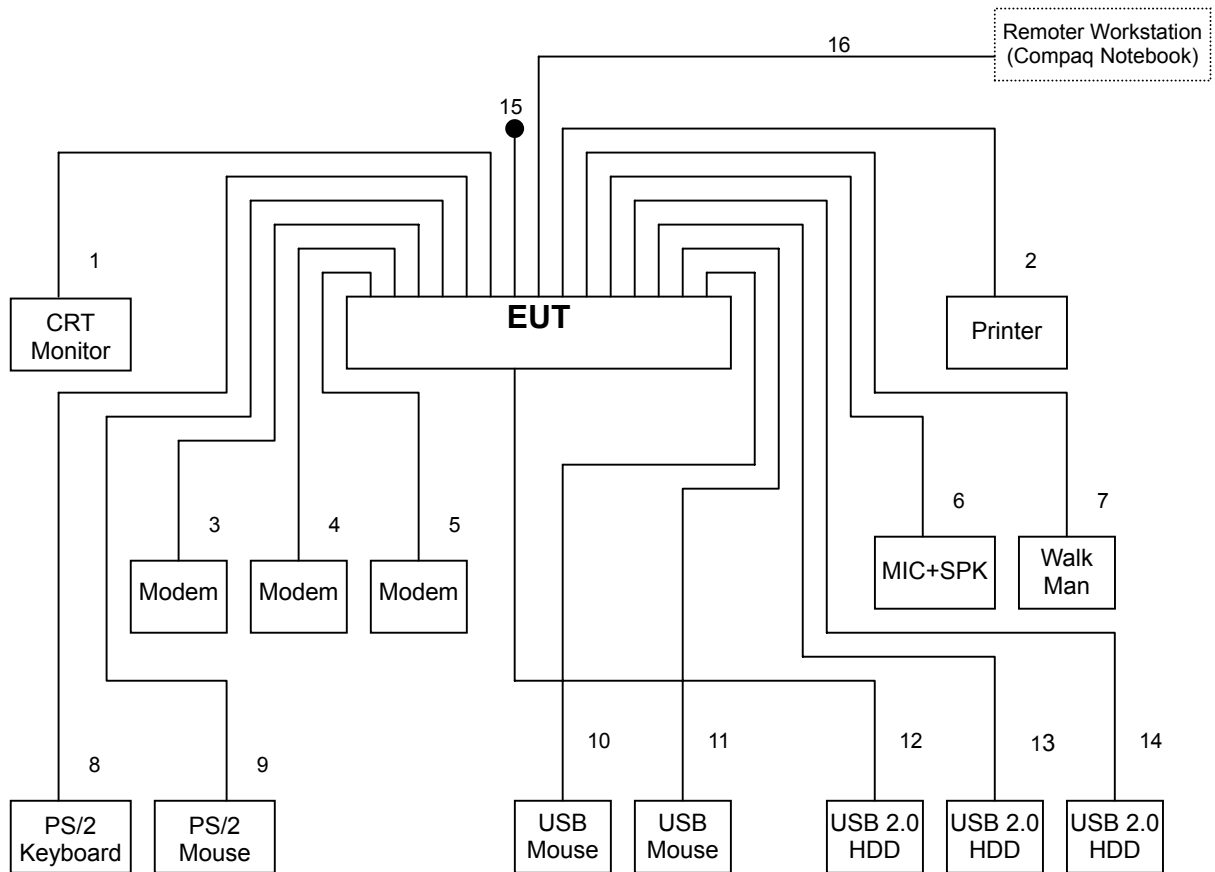 Remoter Workstation
(Compaq Notebook)
16
15
1
2
CRT
Monitor
EUT
Printer
3
4
5
6
7
Modem
Modem
Modem
MIC+SPK
Walk
Man
8
9
10
11
12
13
14
PS/2
Keyboard
PS/2
Mouse
USB
Mouse
USB
Mouse
USB 2.0
HDD
USB 2.0
HDD
USB 2.0
HDD